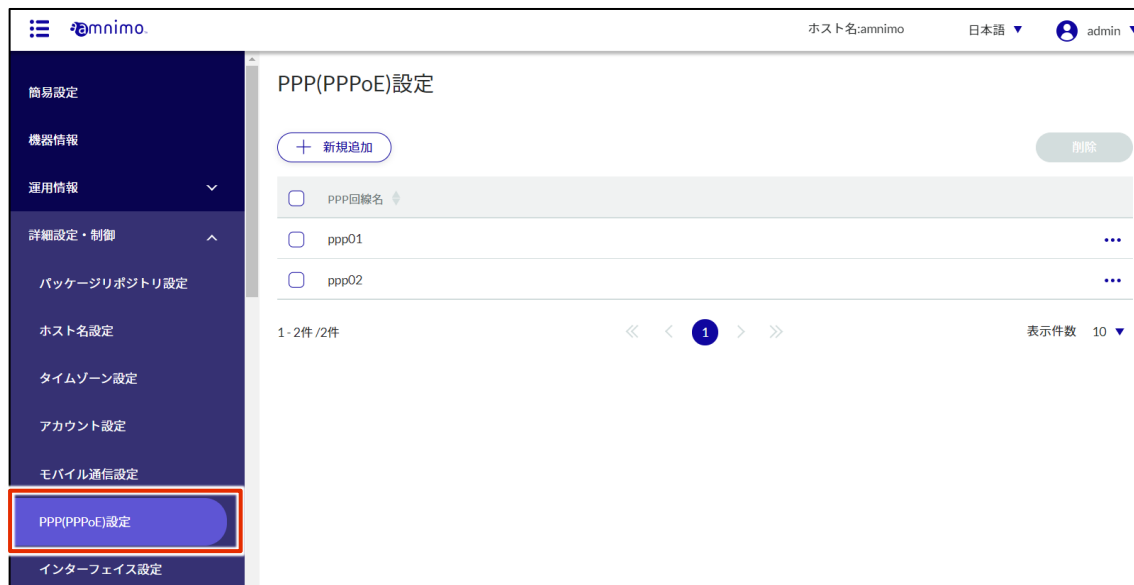 amnimo
ホスト名:amnimo
日本語
admin
簡易設定
機器情報
運用情報
詳細設定・制御
パッケージリポジトリ設定
ホスト名設定
タイムゾーン設定
アカウント設定
モバイル通信設定
PPP(PPPoE)設定
インターフェイス設定
PPP(PPPoE)設定
新規追加
削除
PPP回線名
ppp01
ppp02
1 - 2件 /2件
1
表示件数 10